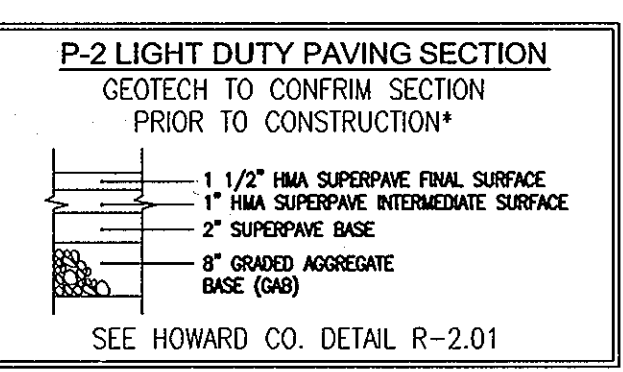 P-2 LIGHT DUTY PAVING SECTION
GEOTECH TO CONFRIM SECTION
PRIOR TO CONSTRUCTION*
1 1/2" HMA SUPERPAVE FINAL SURFACE
1" HMA SUPERPAVE INTERMEDIATE SURFACE
2" SUPERPAVE BASE
8" GRADED AGGREGATE
BASE (GAB)
SEE HOWARD CO. DETAIL R-2.01